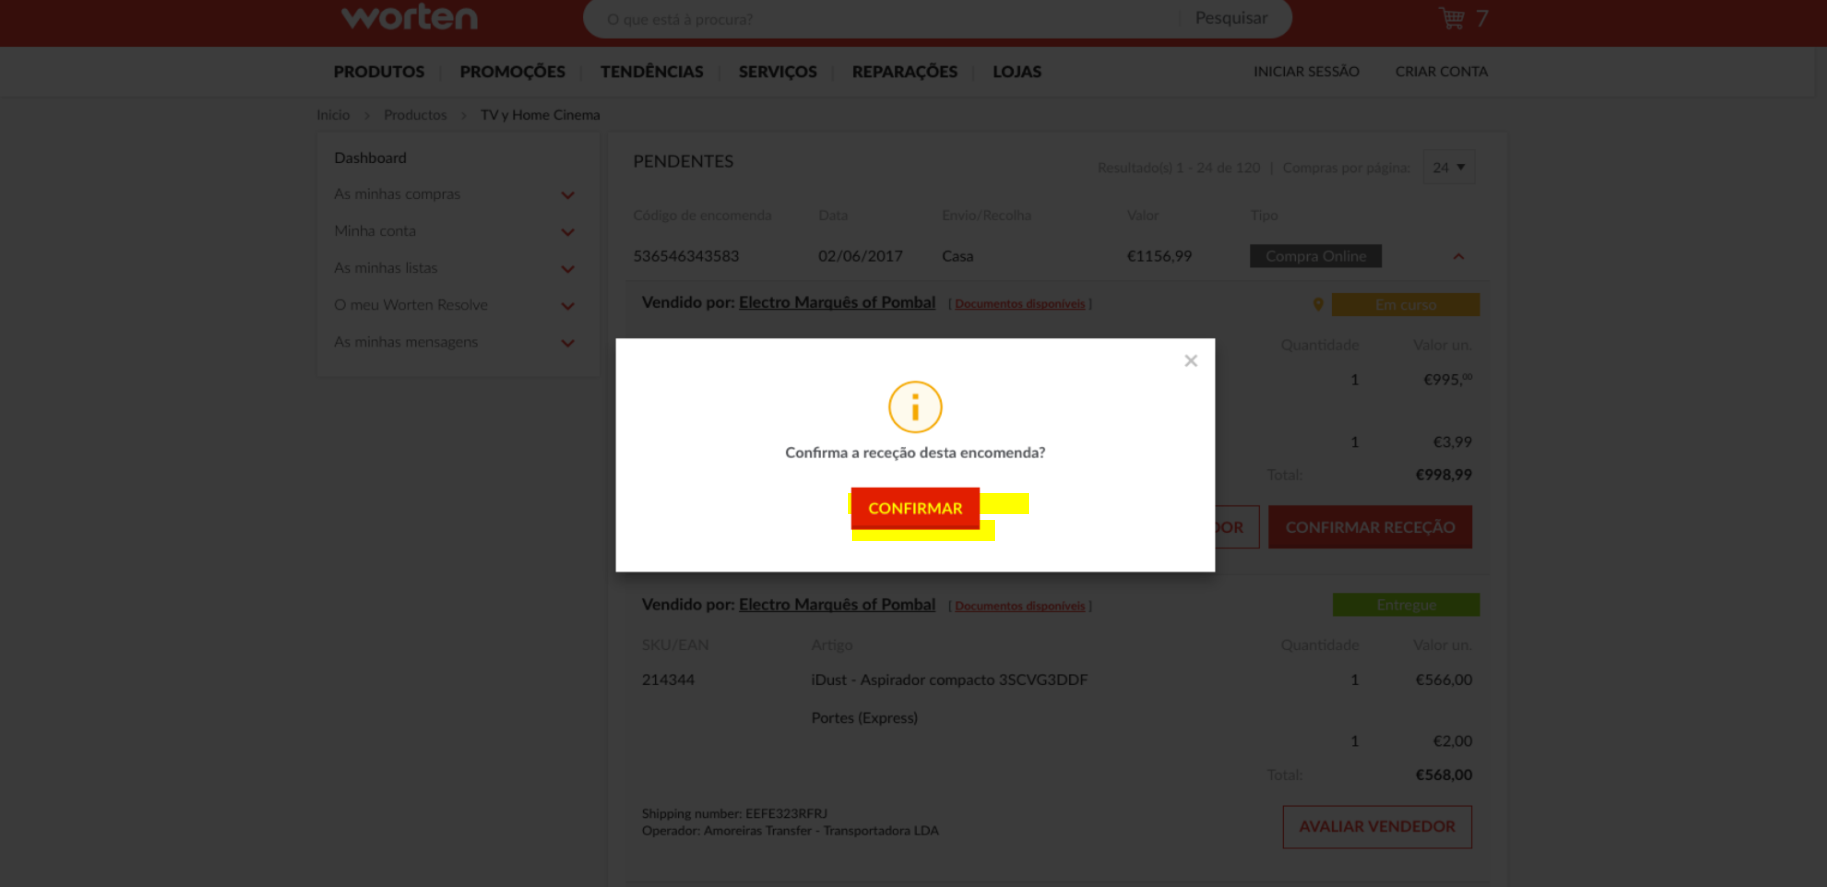 worten
O que está à procura?
Pesquisar
7
PRODUTOS
PROMOÇÕES
TENDÊNCIAS
SERVIÇOS
REPARAÇÕES
LOJAS
INICIAR SESSÃO
CRIAR CONTA
Inicio > Productos > TV y Home Cinema
Dashboard
As minhas compras
Minha conta
As minhas listas
O meu Worten Resolve
As minhas mensagens
PENDENTES
Resultado(s) 1 - 24 de 120 | Compras por página: 24
Código de encomenda Data Envio/Recolha Valor Tipo
536546343583 02/06/2017 Casa €1156,99 Compra Online
Vendido por: Electro Marquês of Pombal [ Documentos disponíveis ] Em curso
Quantidade Valor un.
1 €995,00
1 €3,99
Total: €998,99
DOR
CONFIRMAR RECEÇÃO
×
i
Confirma a receção desta encomenda?
CONFIRMAR
Vendido por: Electro Marquês of Pombal [ Documentos disponíveis ] Entregue
SKU/EAN Artigo Quantidade Valor un.
214344 iDust - Aspirador compacto 3SCVG3DDF 1 €566,00
Portes (Express)
1 €2,00
Total: €568,00
Shipping number: EEFE323RFRJ
Operador: Amoreiras Transfer - Transportadora LDA
AVALIAR VENDEDOR